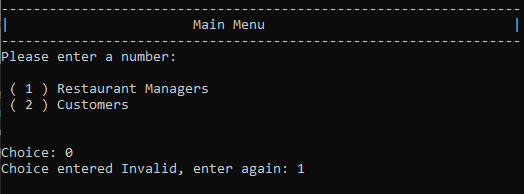 -----------------------------------------------------------------
|                       Main Menu                               |
-----------------------------------------------------------------
Please enter a number:
( 1 ) Restaurant Managers
( 2 ) Customers
Choice: 0
Choice entered Invalid, enter again: 1